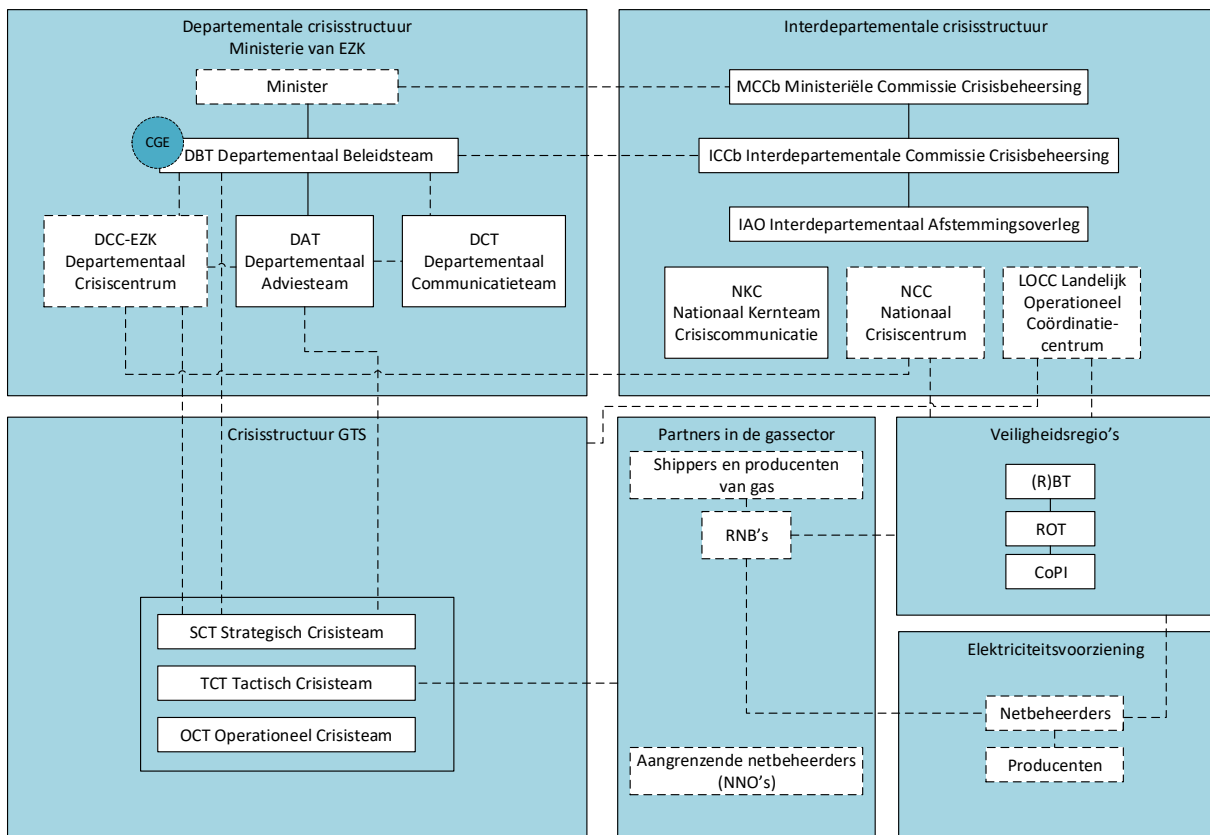 Departementale crisisstructuur
Ministerie van EZK
Minister
CGE
DBT Departementaal Beleidsteam
DCC-EZK
Departementaal
Crisiscentrum
DAT
Departementaal
Adviesteam
DCT
Departementaal
Communicatieteam
Interdepartementale crisisstructuur
MCCb Ministeriële Commissie Crisisbeheersing
ICCb Interdepartementale Commissie Crisisbeheersing
IAO Interdepartementaal Afstemmingsoverleg
NKC
Nationaal Kernteam
Crisiscommunicatie
NCC
Nationaal
Crisiscentrum
LOCC Landelijk
Operationeel
Coördinatie-
centrum
Crisisstructuur GTS
SCT Strategisch Crisisteam
TCT Tactisch Crisisteam
OCT Operationeel Crisisteam
Partners in de gassector
Shippers en producenten
van gas
RNB's
Aangrenzende netbeheerders
(NNO's)
Veiligheidsregio's
(R)BT
ROT
CoPI
Elektriciteitsvoorziening
Netbeheerders
Producenten